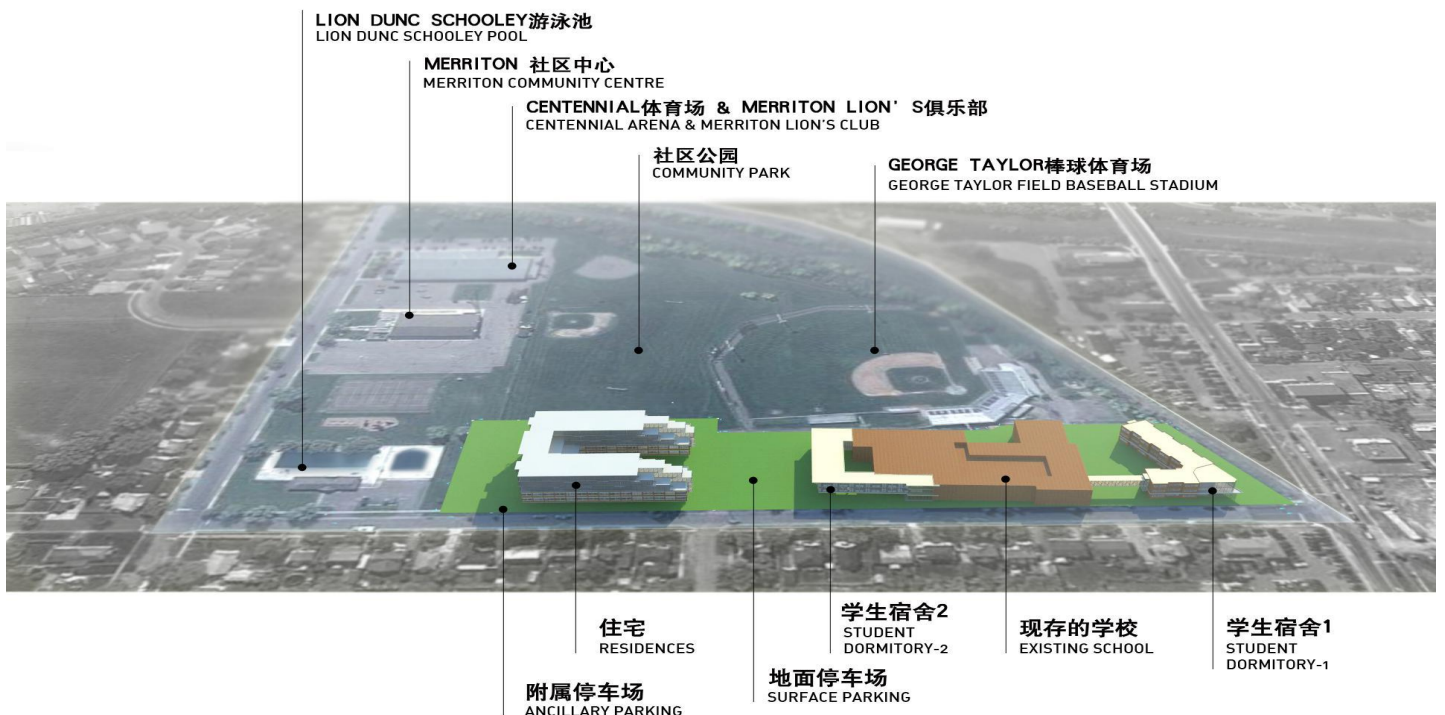 LION DUNC SCHOOLEY游泳池
LION DUNC SCHOOLEY POOL
MERRITON 社区中心
MERRITON COMMUNITY CENTRE
CENTENNIAL体育场 & MERRITON LION'S俱乐部
CENTENNIAL ARENA & MERRITON LION'S CLUB
社区公园
COMMUNITY PARK
GEORGE TAYLOR棒球体育场
GEORGE TAYLOR FIELD BASEBALL STADIUM
住宅
RESIDENCES
学生宿舍2
STUDENT
DORMITORY-2
现存的学校
EXISTING SCHOOL
学生宿舍1
STUDENT
DORMITORY-1
附属停车场
ANCILLARY PARKING
地面停车场
SURFACE PARKING